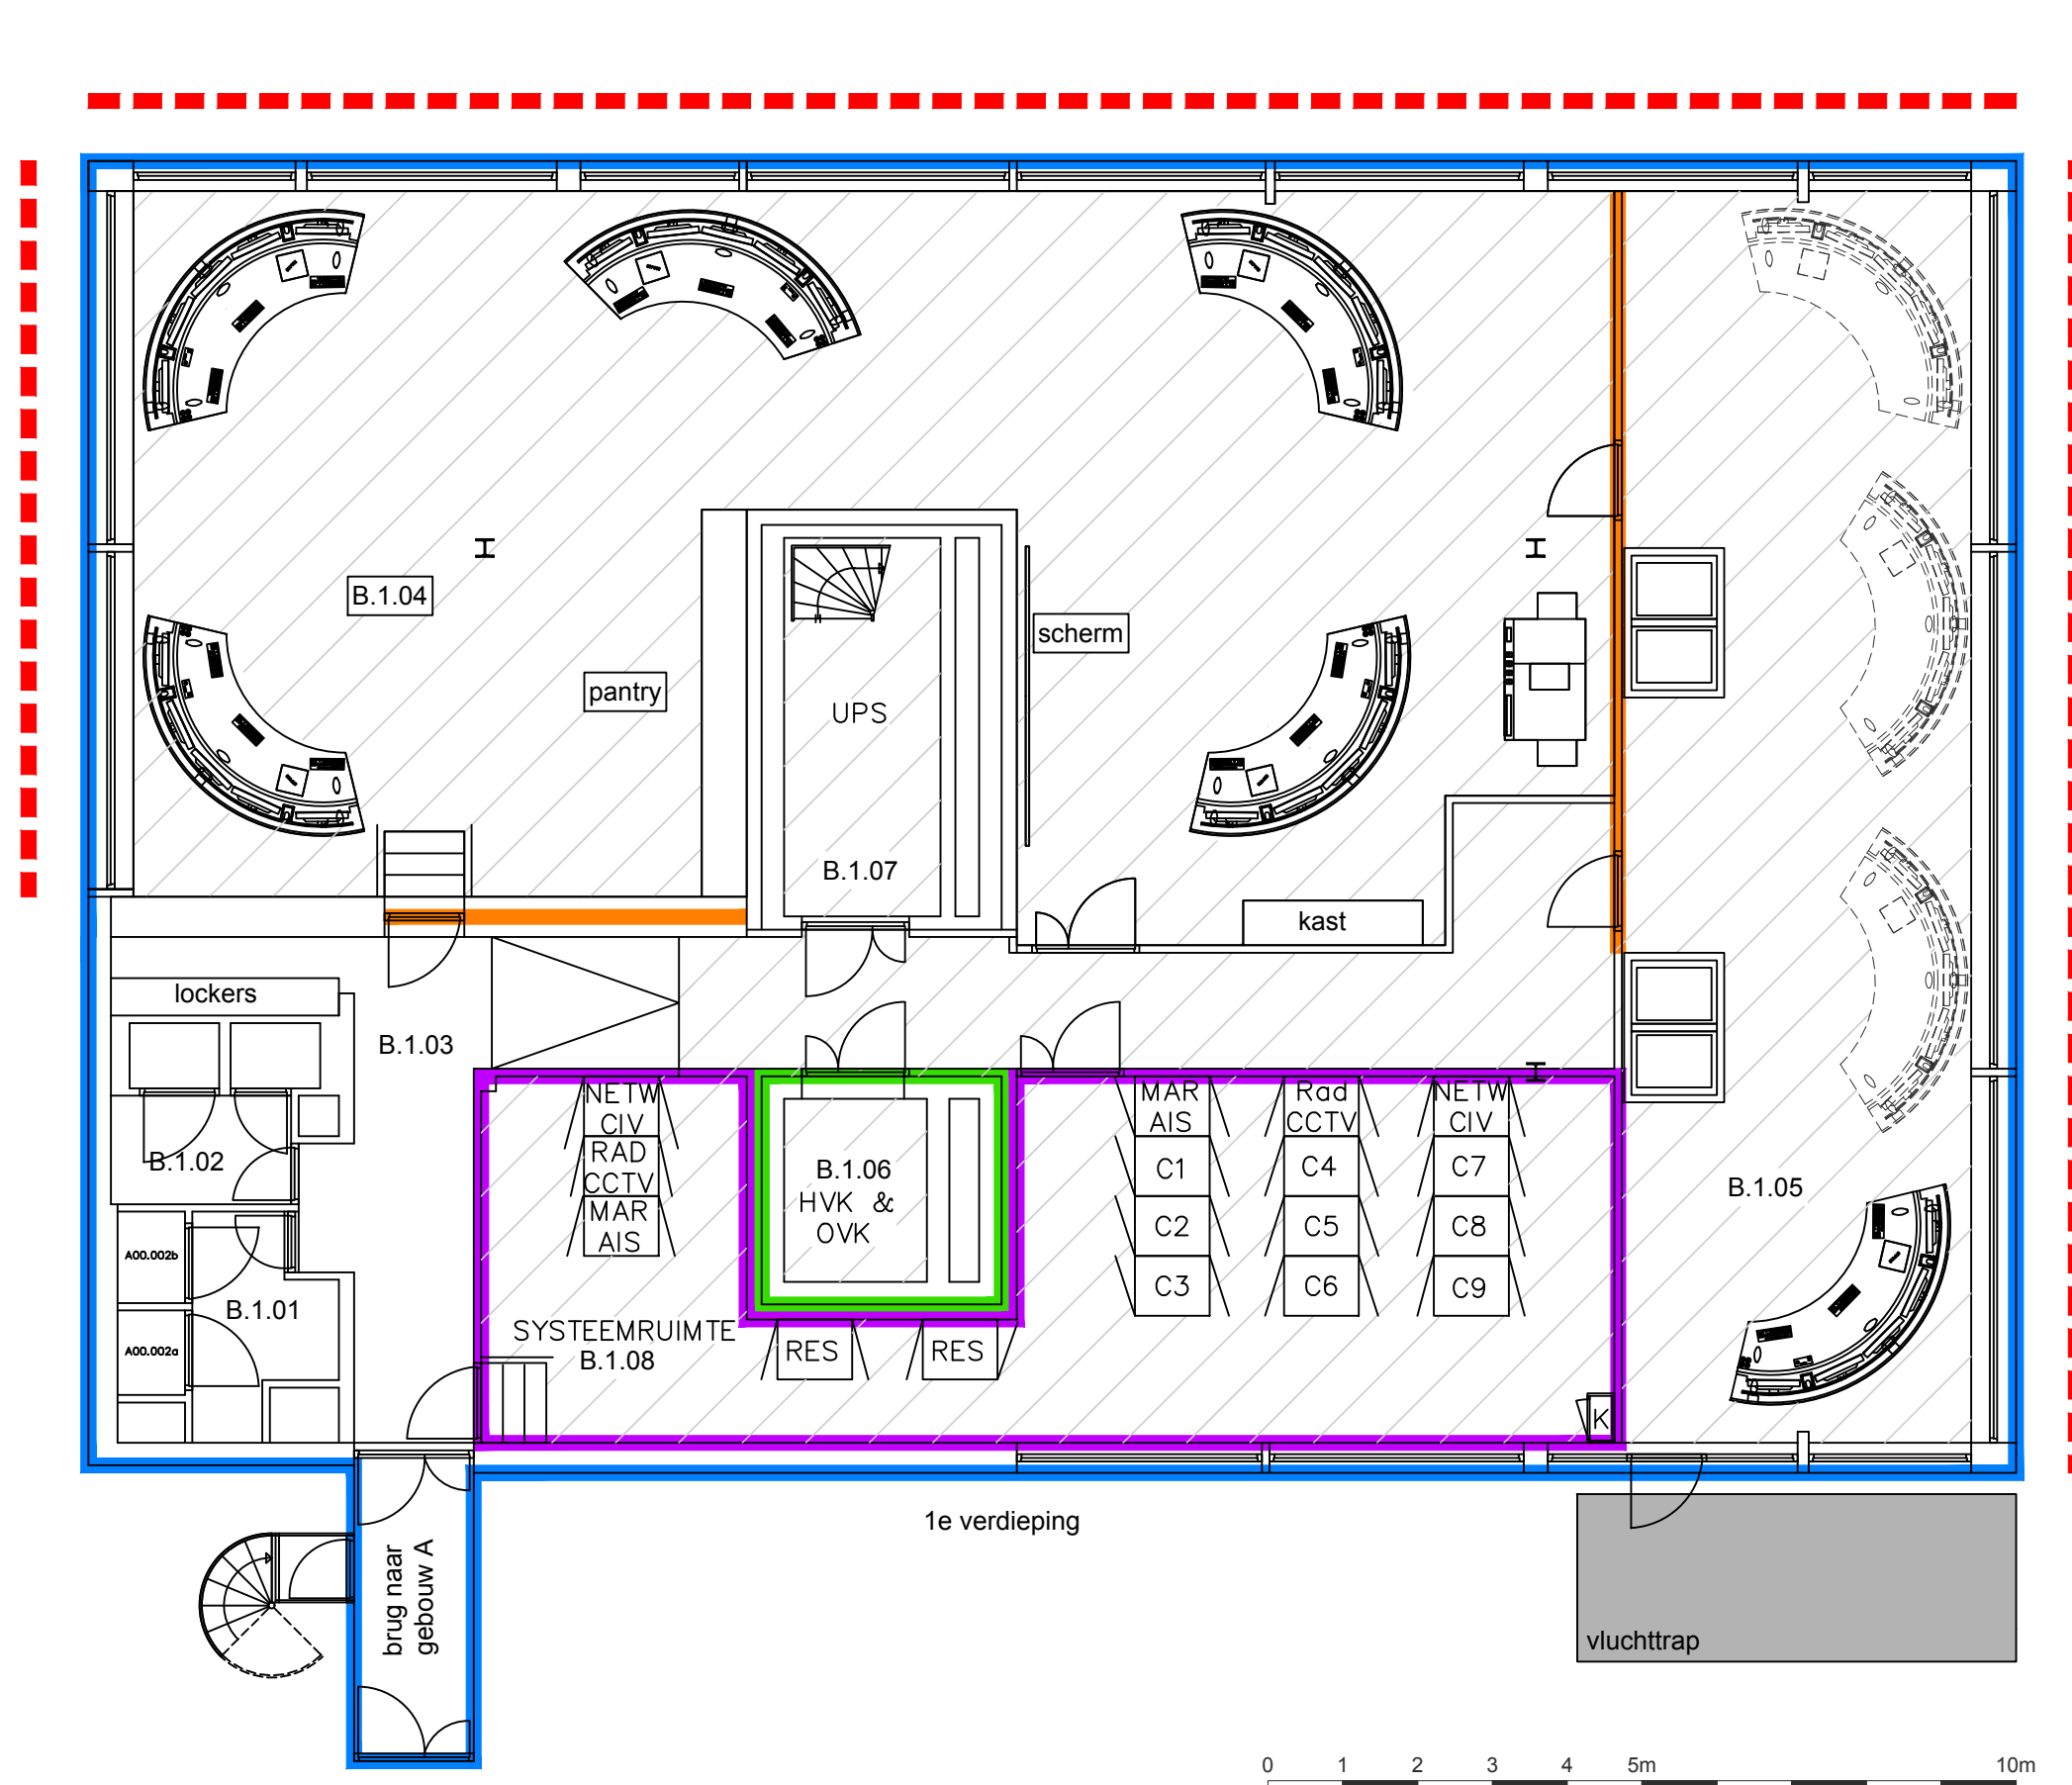 B.1.04
scherm
pantry
UPS
B.1.07
kast
lockers
B.1.03
NETW
CIV
RAD
CCTV
MAR
AIS
B.1.06
HVK &
OVK
MAR
AIS
C1
C2
C3
Rad
CCTV
C4
C5
C6
NETW
CIV
C7
C8
C9
B.1.02
B.1.05
A00.002b
B.1.01
A00.002a
SYSTEEMRUIMTE
B.1.08
RES
RES
K
1e verdieping
brug naar
gebouw A
vluchttrap
0 1 2 3 4 5m 10m